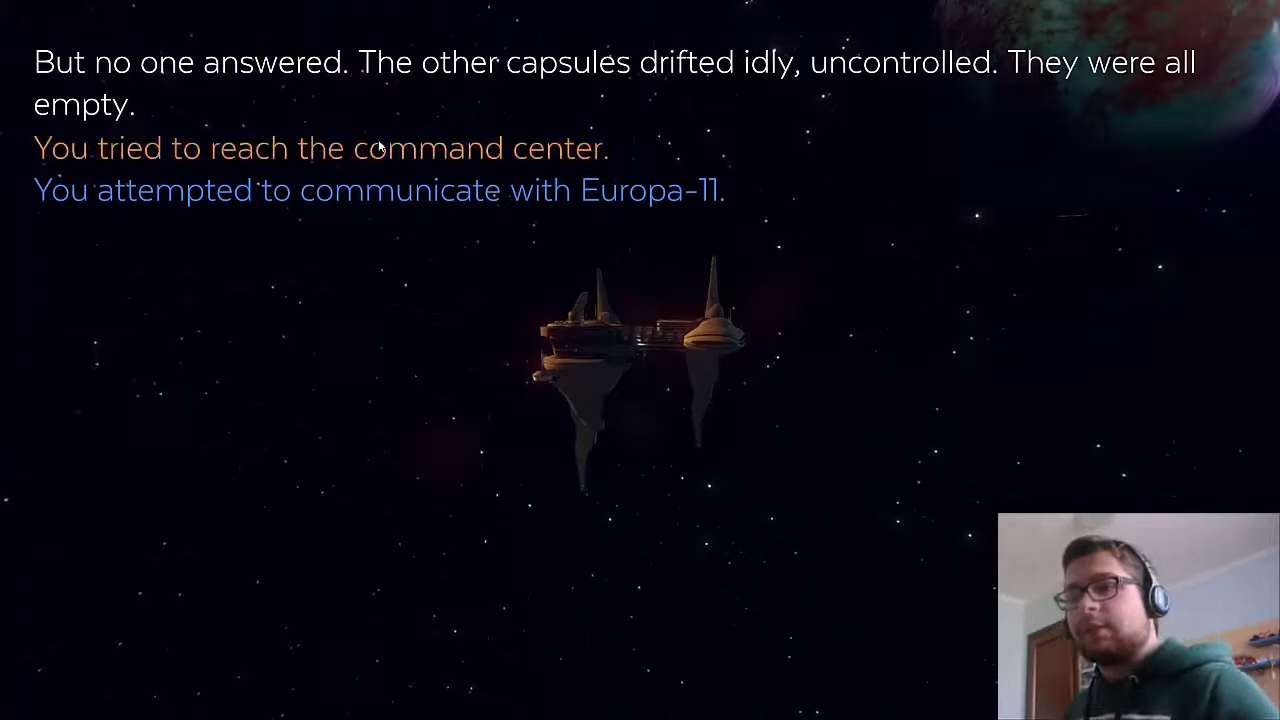 But no one answered. The other capsules drifted idly, uncontrolled. They were all
empty.
You tried to reach the command center.
You attempted to communicate with Europa-11.